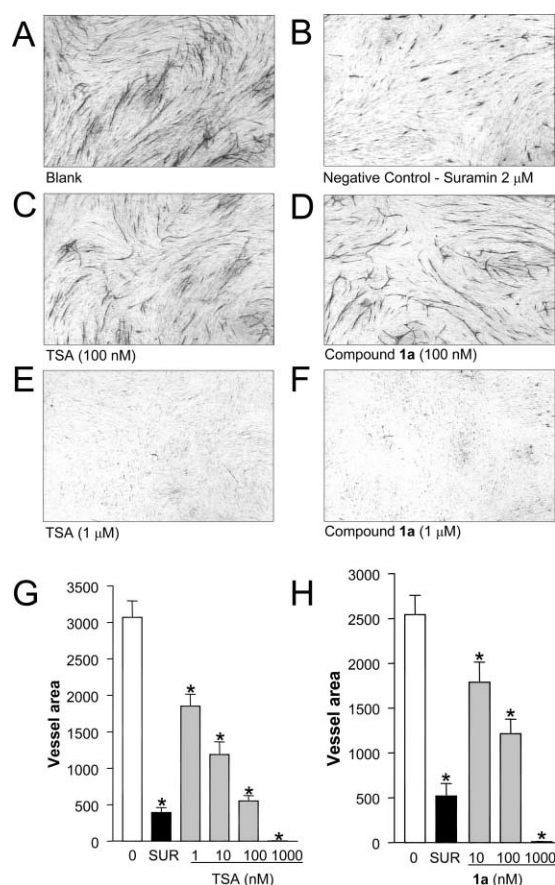 A
B
Blank
Negative Control - Suramin 2 μM
C
D
TSA (100 nM)
Compound 1a (100 nM)
E
F
TSA (1 μM)
Compound 1a (1 μM)
G
3500
3000
2500
2000
1500
1000
500
0
Vessel area
*
*
*
*
*
0 SUR 1 10 100 1000
TSA (nM)
H
3000
2500
2000
1500
1000
500
0
Vessel area
*
*
*
*
0 SUR 10 100 1000
1a (nM)